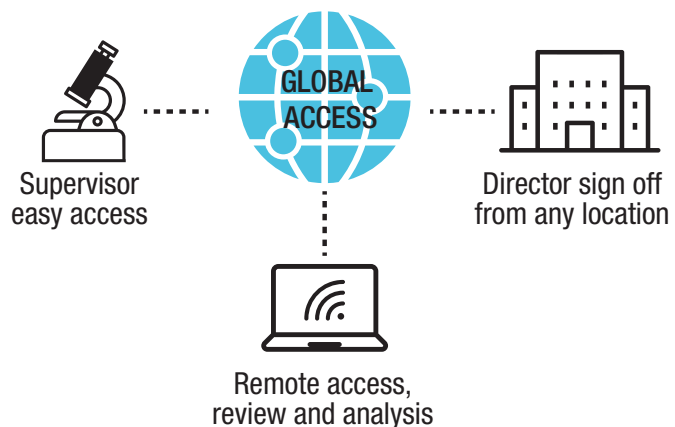 GLOBAL
ACCESS
Supervisor
easy access
Director sign off
from any location
Remote access,
review and analysis